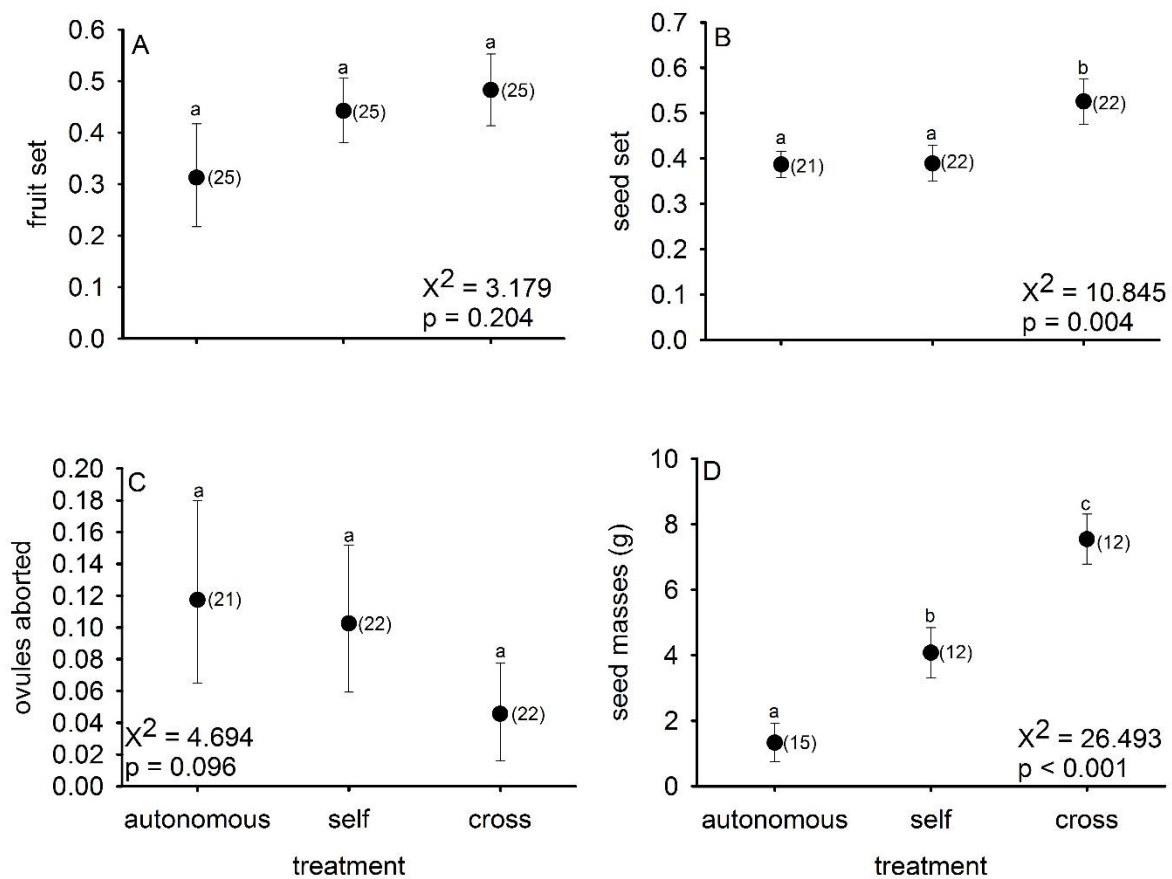 A
fruit set
0.6
0.5
0.4
0.3
0.2
0.1
0.0
a
a
a
(25)
(25)
(25)
X2 = 3.179
p = 0.204
B
seed set
0.7
0.6
0.5
0.4
0.3
0.2
0.1
0.0
a
a
b
(21)
(22)
(22)
X2 = 10.845
p = 0.004
C
ovules aborted
0.20
0.18
0.16
0.14
0.12
0.10
0.08
0.06
0.04
0.02
0.00
a
a
a
(21)
(22)
(22)
X2 = 4.694
p = 0.096
autonomous self cross
treatment
D
seed masses (g)
10
8
6
4
2
0
a
b
c
(15)
(12)
(12)
X2 = 26.493
p < 0.001
autonomous self cross
treatment